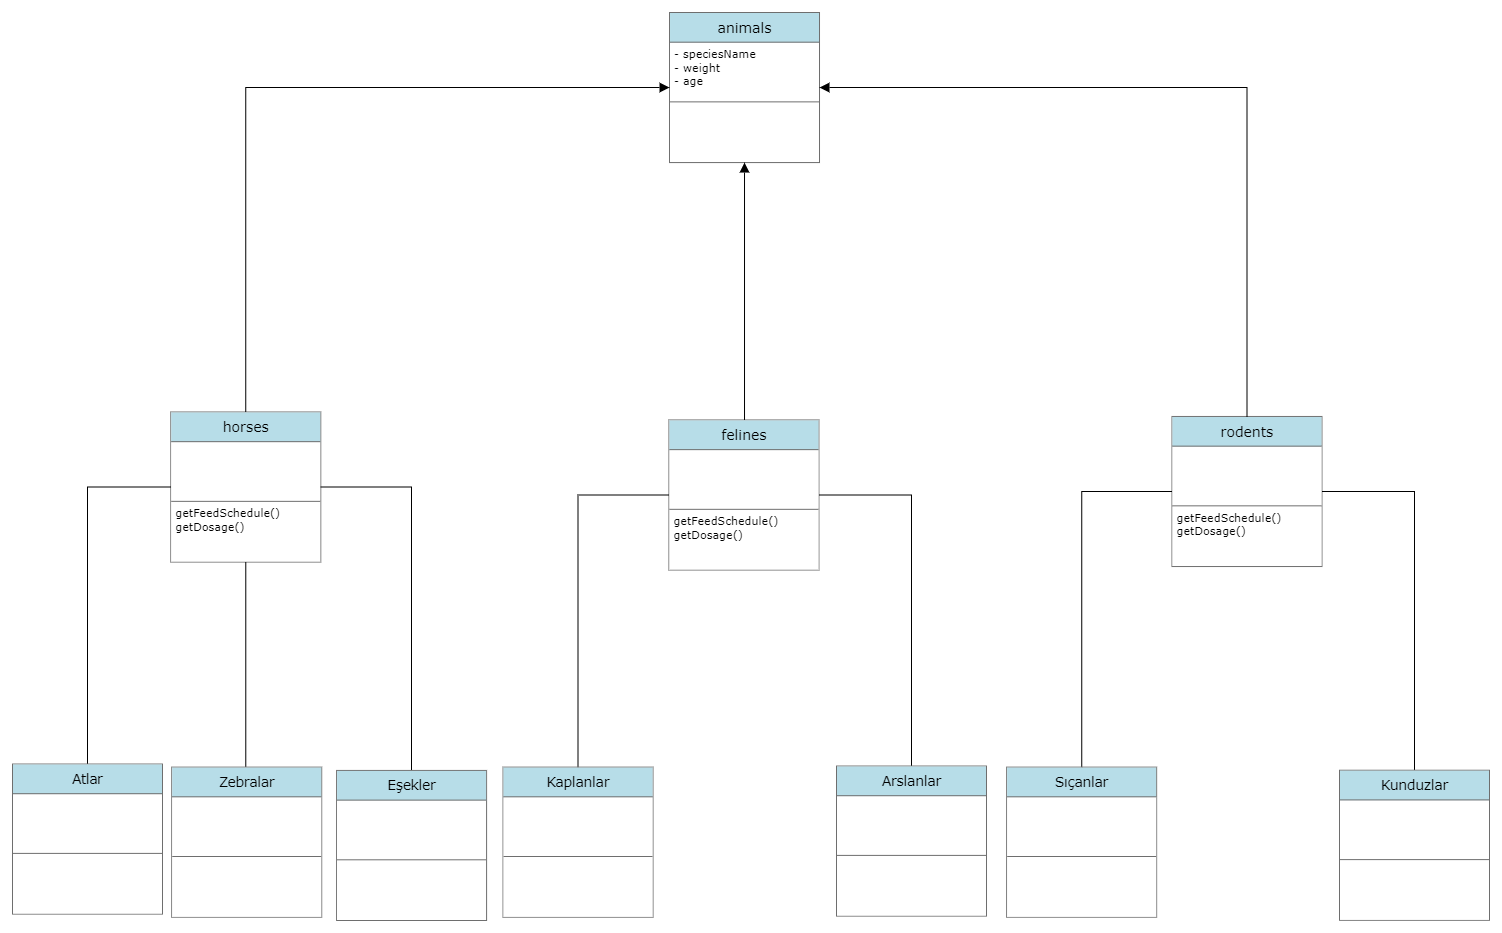 animals
- speciesName
- weight
- age
horses
getFeedSchedule()
getDosage()
felines
getFeedSchedule()
getDosage()
rodents
getFeedSchedule()
getDosage()
Atlar
Zebralar
Eşekler
Kaplanlar
Arslanlar
Sıçanlar
Kunduzlar